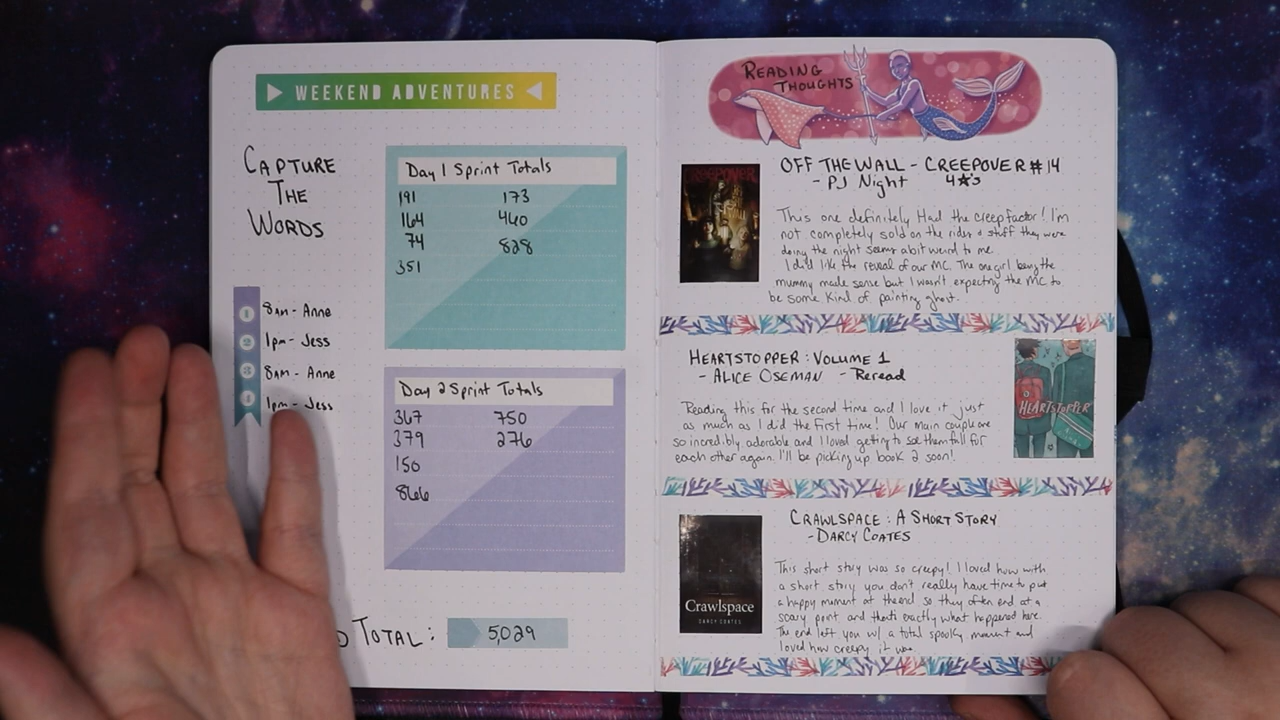 WEEKEND ADVENTURES
CAPTURE
THE
WORDS
Day 1 Sprint Totals
191 173
164 460
74 828
351
1 8am - Anne
2 1pm - Jess
3 8am - Anne
4 1pm - Jess
Day 2 Sprint Totals
367 750
379 276
150
866
TOTAL: 5,029
READING
THOUGHTS
CREEPOVER
OFF THE WALL - CREEPOVER #14
- PJ Night 4★'s
This one definitely Had the creep factor! I'm
not completely sold on the rides & stuff they were
doing the night seems a bit weird to me.
I did like the reveal of our MC. The one girl being the
mummy made sense but I wasn't expecting the MC to
be some kind of painting ghost.
HEARTSTOPPER: VOLUME 1
- ALICE OSEMAN - Reread
Reading this for the second time and I love it just
as much as I did the first time! Our main couple are
so incredibly adorable and I loved getting to see them fall for
each other again. I'll be picking up book 2 soon!
HEARTSTOPPER
CRAWLSPACE: A SHORT STORY
- DARCY COATES
Crawlspace
DARCY COATES
This short story was so creepy! I loved how with
a short story you don't really have time to put
a happy moment at the end so they often end at a
scary point and thats exactly what happened here.
The end left you w/ a total spooky moment and
loved how creepy it was.